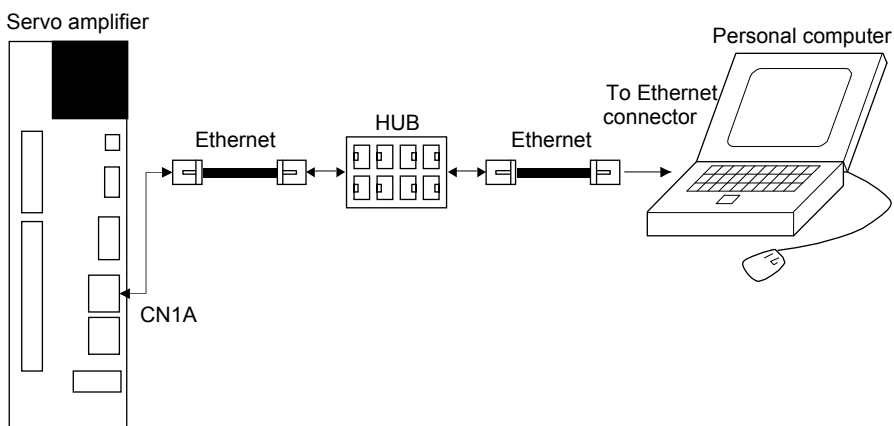 Servo amplifier
Personal computer
To Ethernet
connector
Ethernet
HUB
Ethernet
CN1A